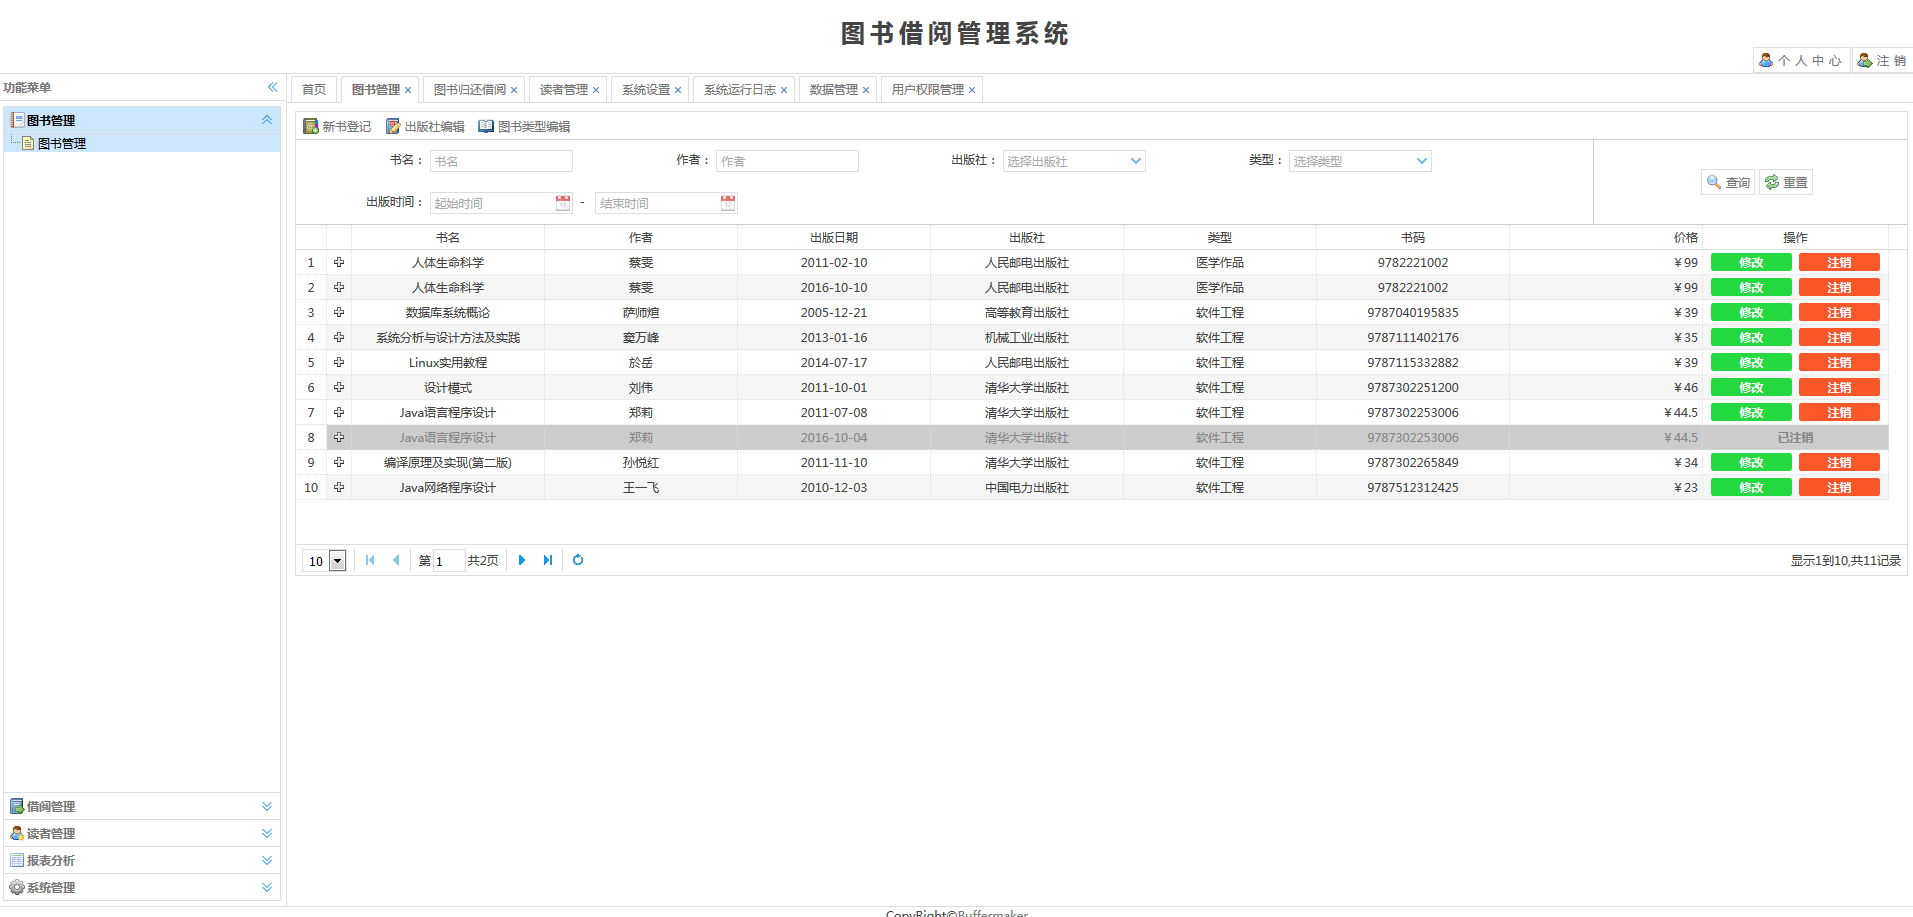 图书借阅管理系统
个 人 中 心 注 销
功能菜单
首页 图书管理 图书归还借阅 读者管理 系统设置 系统运行日志 数据管理 用户权限管理
图书管理
图书管理
新书登记 出版社编辑 图书类型编辑
书名： 书名 作者： 作者 出版社： 选择出版社 类型： 选择类型
查询 重置
出版时间： 起始时间 - 结束时间
书名 作者 出版日期 出版社 类型 书码 价格 操作
1 人体生命科学 蔡雯 2011-02-10 人民邮电出版社 医学作品 9782221002 ￥99 修改 注销
2 人体生命科学 蔡雯 2016-10-10 人民邮电出版社 医学作品 9782221002 ￥99 修改 注销
3 数据库系统概论 萨师煊 2005-12-21 高等教育出版社 软件工程 9787040195835 ￥39 修改 注销
4 系统分析与设计方法及实践 窦万峰 2013-01-16 机械工业出版社 软件工程 9787111402176 ￥35 修改 注销
5 Linux实用教程 於岳 2014-07-17 人民邮电出版社 软件工程 9787115332882 ￥39 修改 注销
6 设计模式 刘伟 2011-10-01 清华大学出版社 软件工程 9787302251200 ￥46 修改 注销
7 Java语言程序设计 郑莉 2011-07-08 清华大学出版社 软件工程 9787302253006 ￥44.5 修改 注销
8 Java语言程序设计 郑莉 2016-10-04 清华大学出版社 软件工程 9787302253006 ￥44.5 已注销
9 编译原理及实现(第二版) 孙悦红 2011-11-10 清华大学出版社 软件工程 9787302265849 ￥34 修改 注销
10 Java网络程序设计 王一飞 2010-12-03 中国电力出版社 软件工程 9787512312425 ￥23 修改 注销
10 第 1 共2页 显示1到10,共11记录
借阅管理
读者管理
报表分析
系统管理
CopyRight©Buffermaker